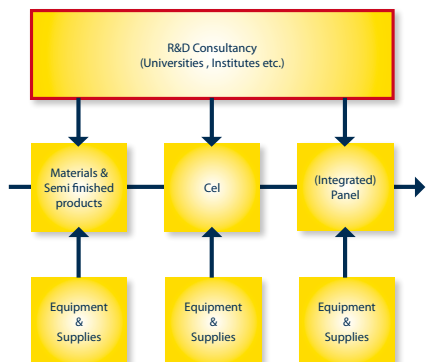 R&D Consultancy
(Universities , Institutes etc.)
Materials &
Semi finished
products
Cel
(Integrated)
Panel
Equipment
&
Supplies
Equipment
&
Supplies
Equipment
&
Supplies